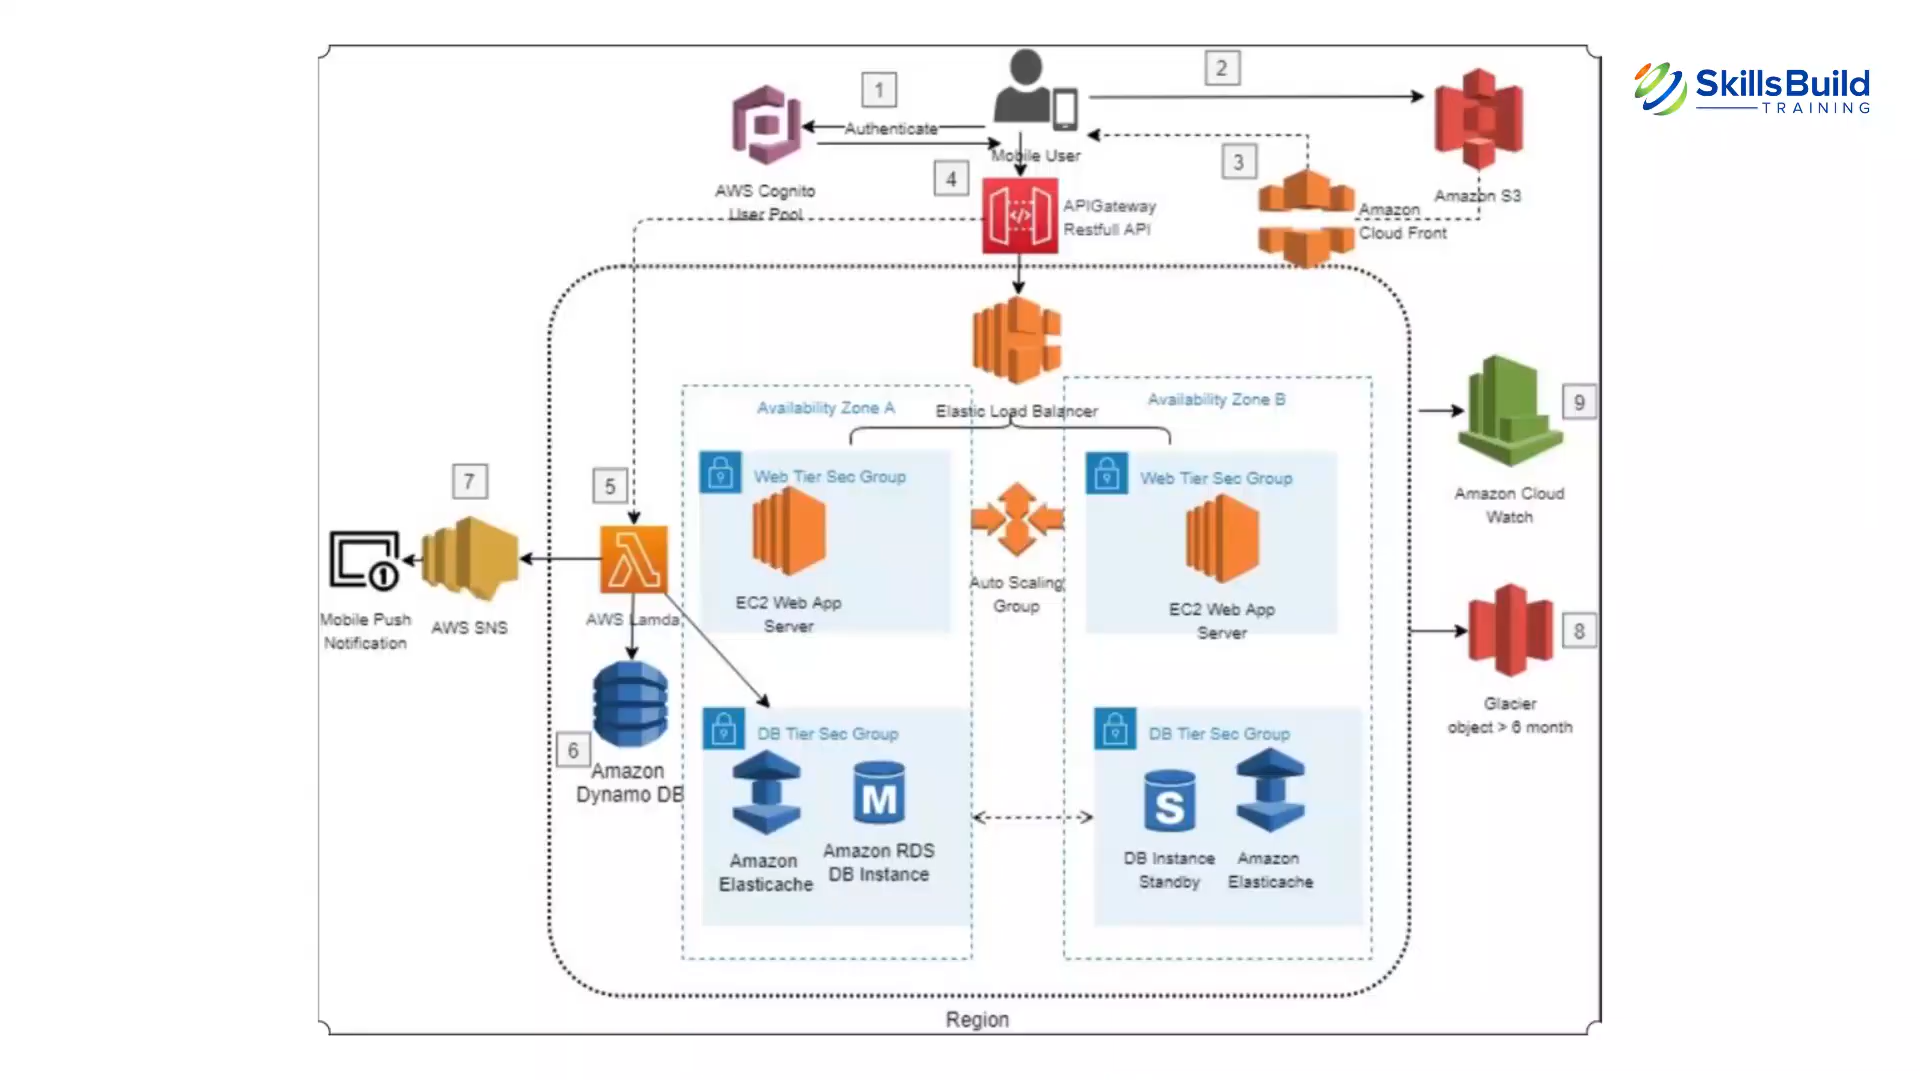 SkillsBuild
TRAINING
1
2
Authenticate
Mobile User
3
4
AWS Cognito
User Pool
APIGateway
Restfull API
Amazon S3
Amazon
Cloud Front
Availability Zone A
Elastic Load Balancer
Availability Zone B
9
Web Tier Sec Group
Web Tier Sec Group
7
5
Amazon Cloud
Watch
Auto Scaling
Group
EC2 Web App
Server
EC2 Web App
Server
Mobile Push
Notification
AWS SNS
AWS Lamda
8
Glacier
object > 6 month
DB Tier Sec Group
DB Tier Sec Group
6
Amazon
Dynamo DB
M
S
Amazon
Elasticache
Amazon RDS
DB Instance
DB Instance
Standby
Amazon
Elasticache
Region